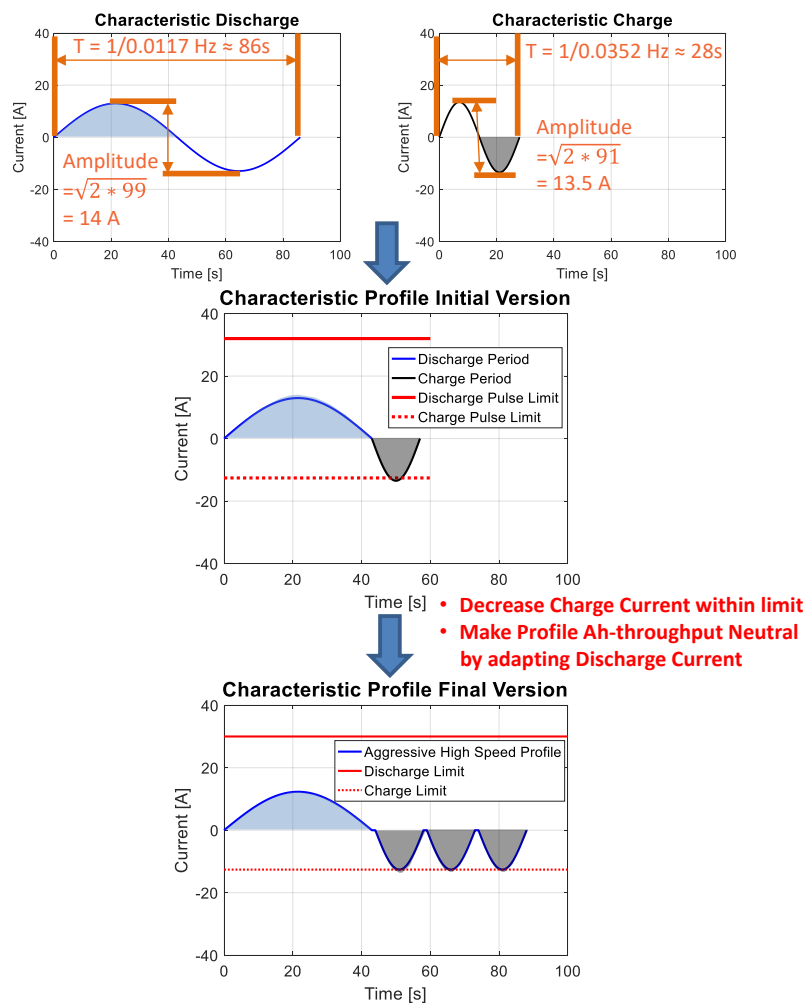 Characteristic Discharge
Characteristic Charge
40
20
0
-20
-40
Current [A]
T = 1/0.0117 Hz ≈ 86s
Amplitude
=√2 * 99
= 14 A
0
20
40
60
80
100
Time [s]
40
20
0
-20
-40
Current [A]
T = 1/0.0352 Hz ≈ 28s
Amplitude
=√2 * 91
= 13.5 A
0
20
40
60
80
100
Time [s]
Characteristic Profile Initial Version
40
20
0
-20
-40
Current [A]
Discharge Period
Charge Period
Discharge Pulse Limit
Charge Pulse Limit
0
20
40
60
80
100
Time [s]
• Decrease Charge Current within limit
• Make Profile Ah-throughput Neutral
by adapting Discharge Current
Characteristic Profile Final Version
40
20
0
-20
-40
Current [A]
Aggressive High Speed Profile
Discharge Limit
Charge Limit
0
20
40
60
80
100
Time [s]